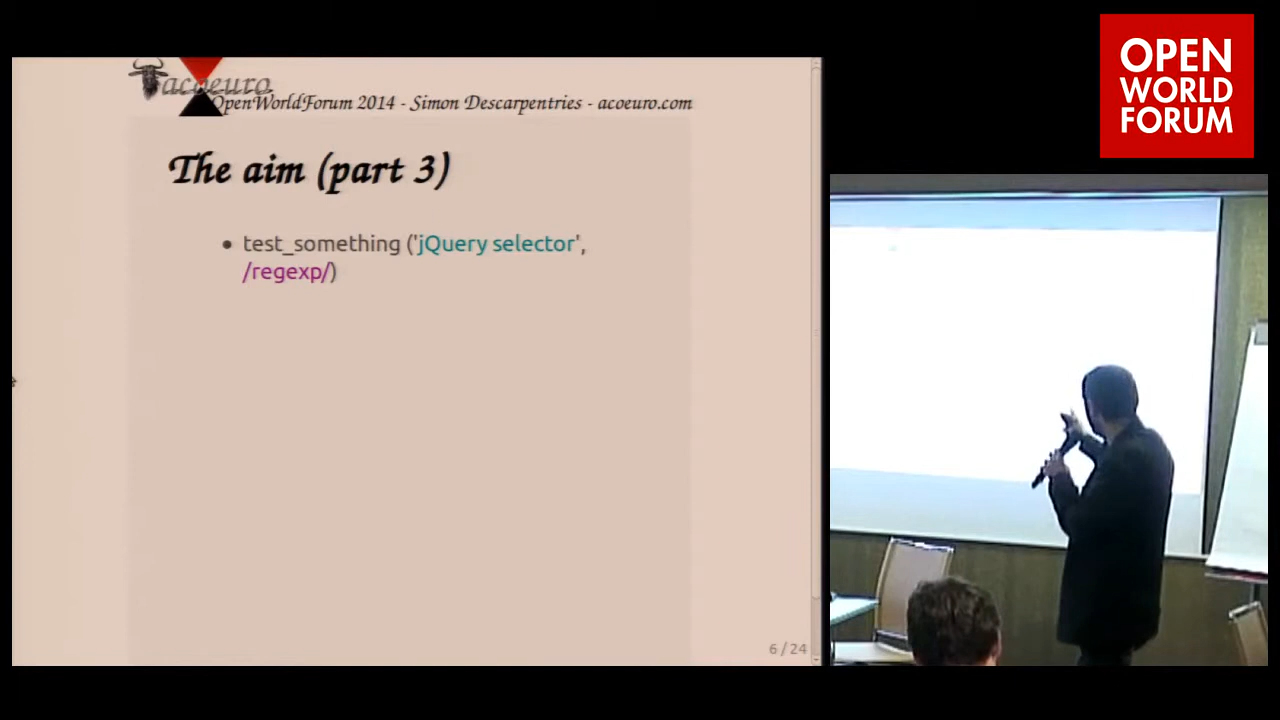 acoeuro
OpenWorldForum 2014 - Simon Descarpentries - acoeuro.com
The aim (part 3)
• test_something ('jQuery selector',
/regexp/)
6 / 24
OPEN
WORLD
FORUM